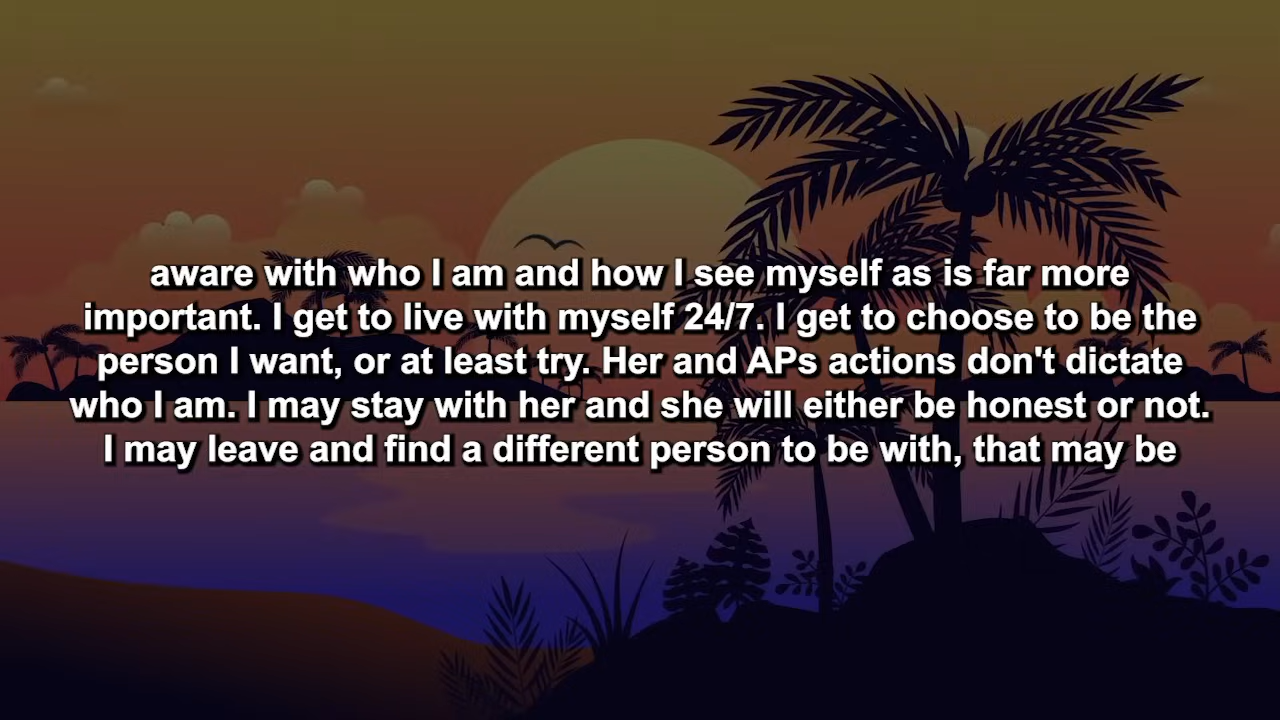 aware with who I am and how I see myself as is far more
important. I get to live with myself 24/7. I get to choose to be the
person I want, or at least try. Her and APs actions don't dictate
who I am. I may stay with her and she will either be honest or not.
I may leave and find a different person to be with, that may be